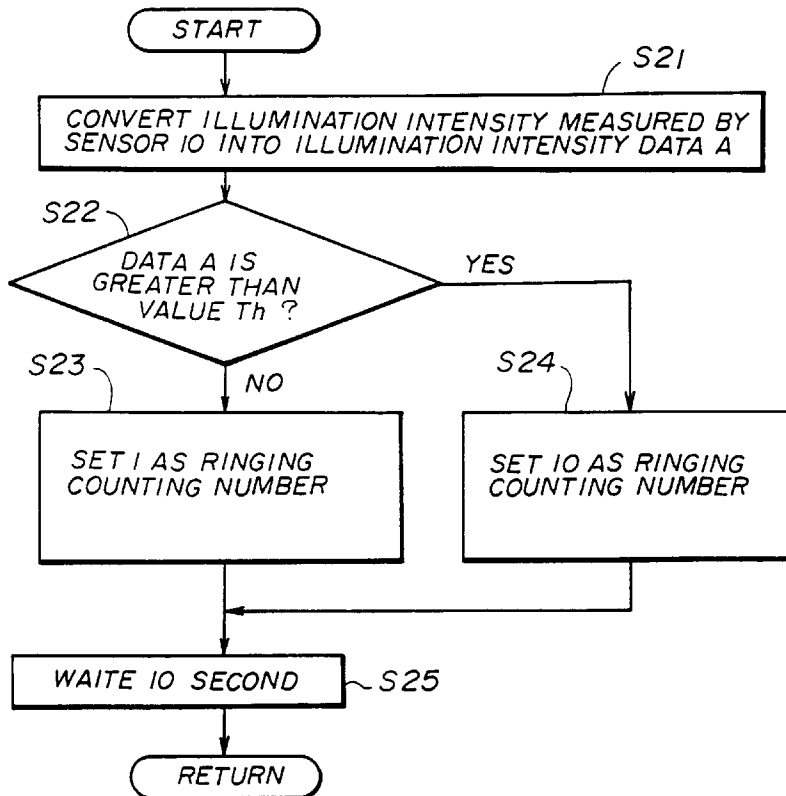 START
S21
CONVERT ILLUMINATION INTENSITY MEASURED BY
SENSOR 10 INTO ILLUMINATION INTENSITY DATA A
S22
DATA A IS
GREATER THAN
VALUE Th ?
YES
NO
S23
SET 1 AS RINGING
COUNTING NUMBER
S24
SET 10 AS RINGING
COUNTING NUMBER
WAITE 10 SECOND
S25
RETURN